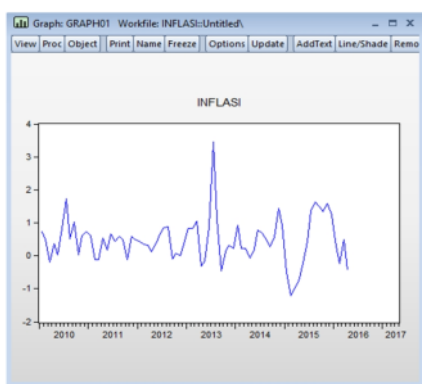 Graph: GRAPH01 Workfile: INFLASI::Untitled\
View Proc Object Print Name Freeze Options Update AddText Line/Shade Remo
INFLASI
4
3
2
1
0
-1
-2
2010 2011 2012 2013 2014 2015 2016 2017